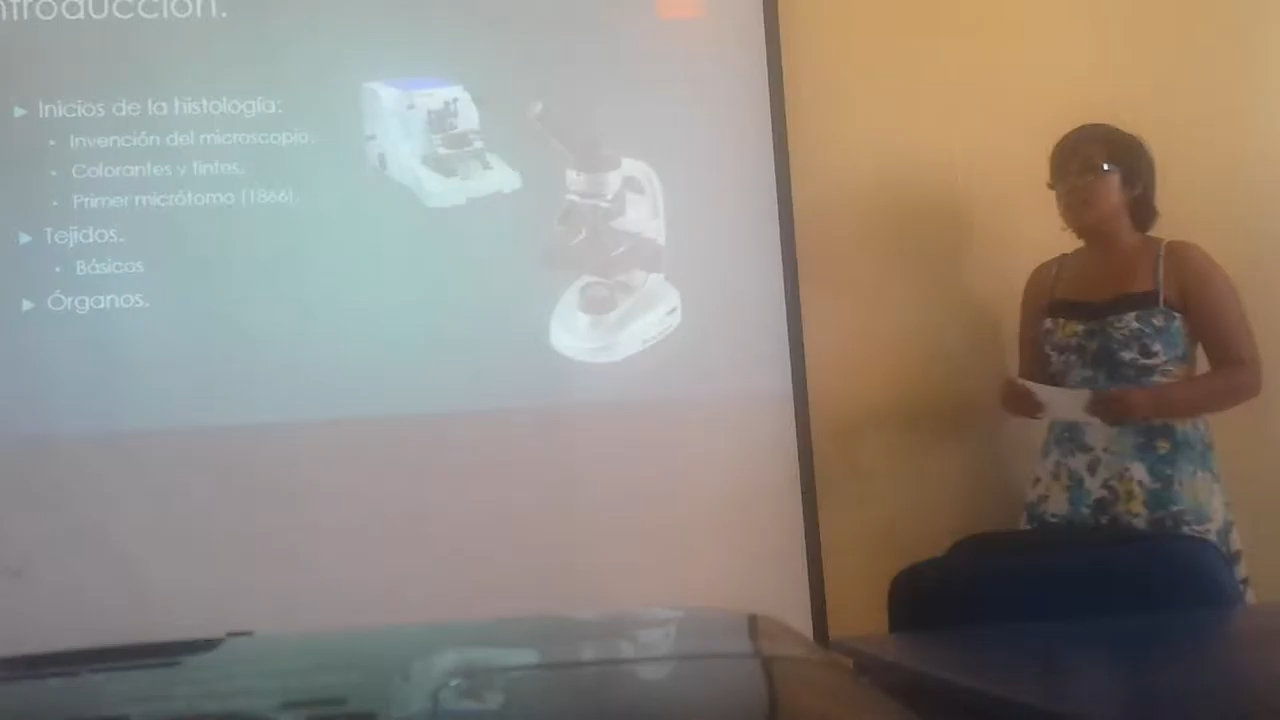 ntroducción.
Inicios de la histología:
Invención del microscopio.
Colorantes y tintes.
Primer micrótomo (1866).
Tejidos.
Básicos
Órganos.